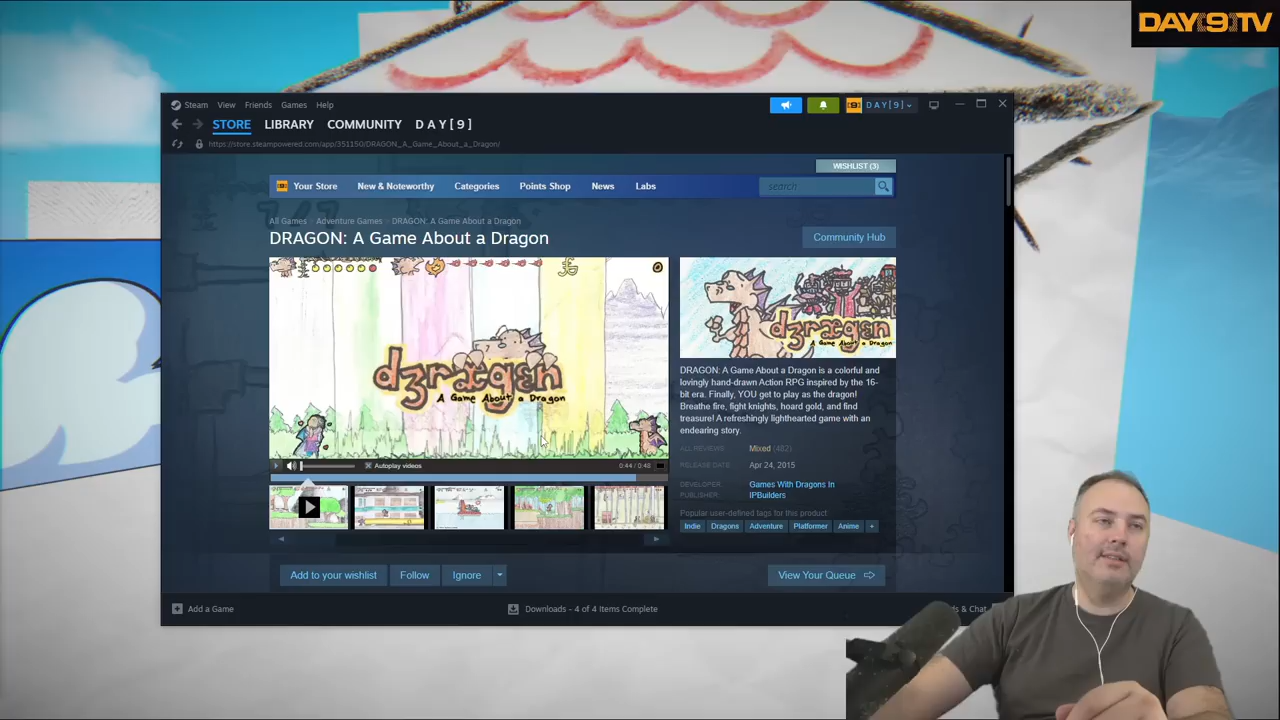 DAY[9]TV
Steam View Friends Games Help
DAY[9]
STORE LIBRARY COMMUNITY DAY[9]
https://store.steampowered.com/app/351150/DRAGON_A_Game_About_a_Dragon/
WISHLIST (3)
Your Store New & Noteworthy Categories Points Shop News Labs
search
All Games > Adventure Games > DRAGON: A Game About a Dragon
DRAGON: A Game About a Dragon
Community Hub
A Game About a Dragon
A Game About a Dragon
DRAGON: A Game About a Dragon is a colorful and
lovingly hand-drawn Action RPG inspired by the 16-
bit era. Finally, YOU get to play as the dragon!
Breathe fire, fight knights, hoard gold, and find
treasure! A refreshingly lighthearted game with an
endearing story.
ALL REVIEWS: Mixed (482)
RELEASE DATE: Apr 24, 2015
DEVELOPER: Games With Dragons In
PUBLISHER: IPBuilders
Popular user-defined tags for this product:
Indie Dragons Adventure Platformer Anime +
Autoplay videos
0:44 / 0:48
Add to your wishlist Follow Ignore
View Your Queue
Add a Game
Downloads - 4 of 4 Items Complete
ds & Chat